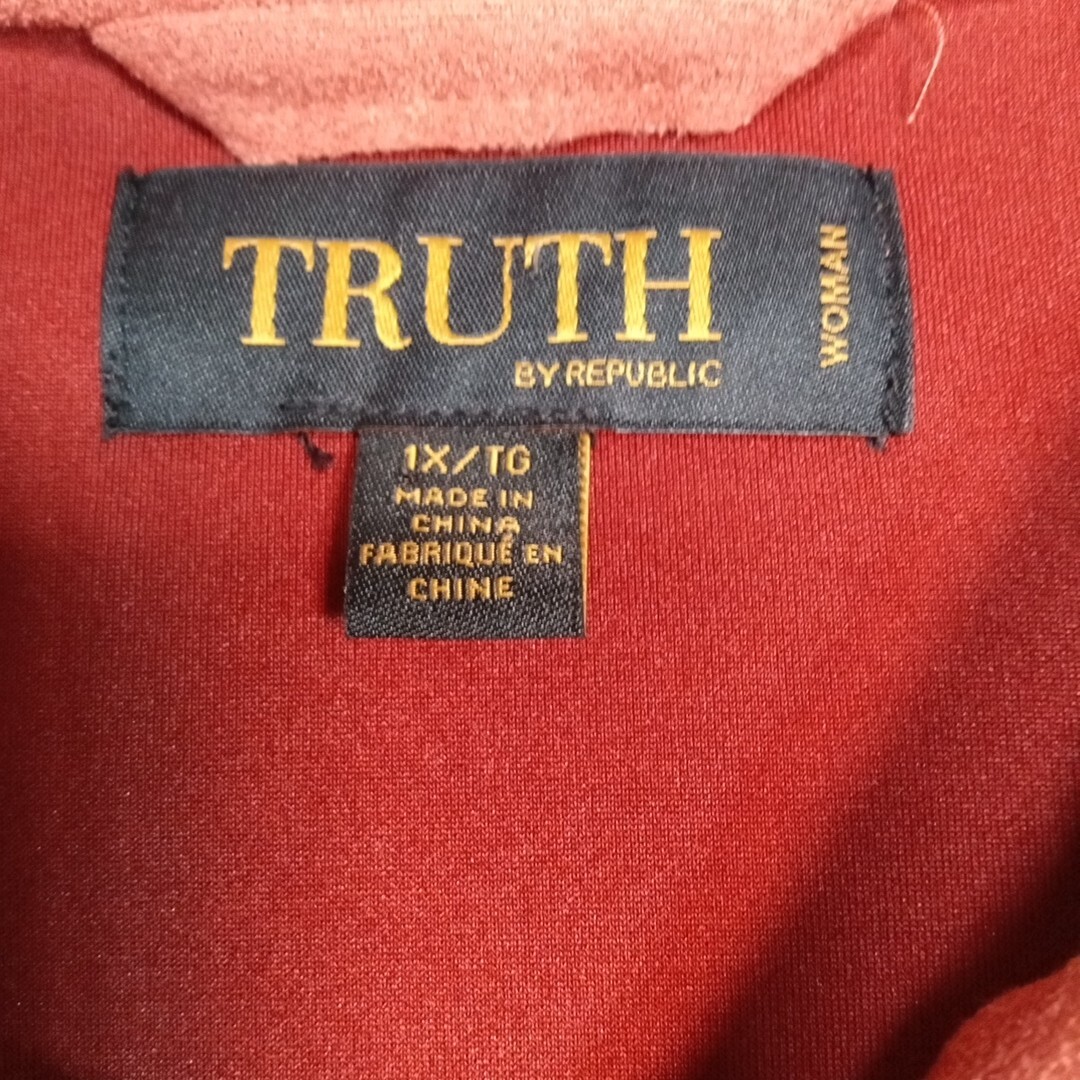 TRUTH
BY REPUBLIC
WOMAN
1X/TG
MADE IN
CHINA
FABRIQUÉ EN
CHINE